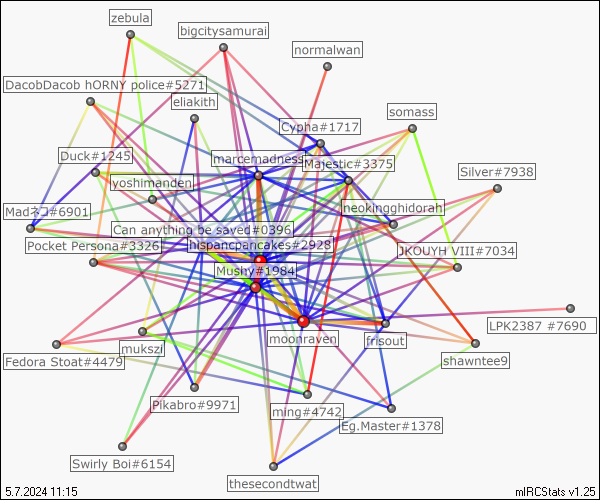 zebula
bigcitysamurai
normalwan
DacobDacob hORNY police#5271
eliakith
somass
Cypha#1717
Duck#1245
marcemadness
Majestic#3375
Silver#7938
yoshimanden
Madネロ#6901
neokingghidorah
Can anything be saved#0396
Pocket Persona#3326
hispancpancakes#2928
JKOUYH VIII#7034
Mushy#1984
LPK2387 #7690
moonraven
frisout
mukszi
Fedora Stoat#4479
shawntee9
Pikabro#9971
ming#4742
Eg.Master#1378
Swirly Boi#6154
thesecondtwat
5.7.2024 11:15
mIRCStats v1.25